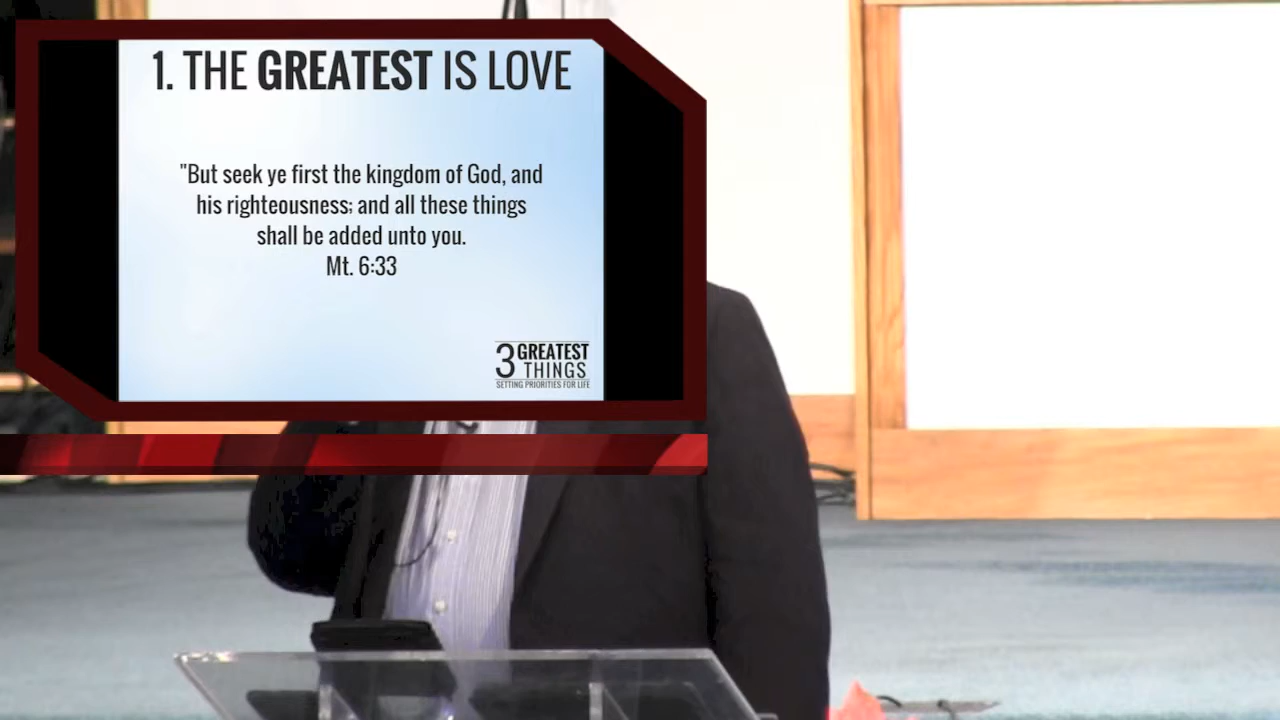 1. THE GREATEST IS LOVE
"But seek ye first the kingdom of God, and
his righteousness; and all these things
shall be added unto you.
Mt. 6:33
3 GREATEST
THINGS
SETTING PRIORITIES FOR LIFE